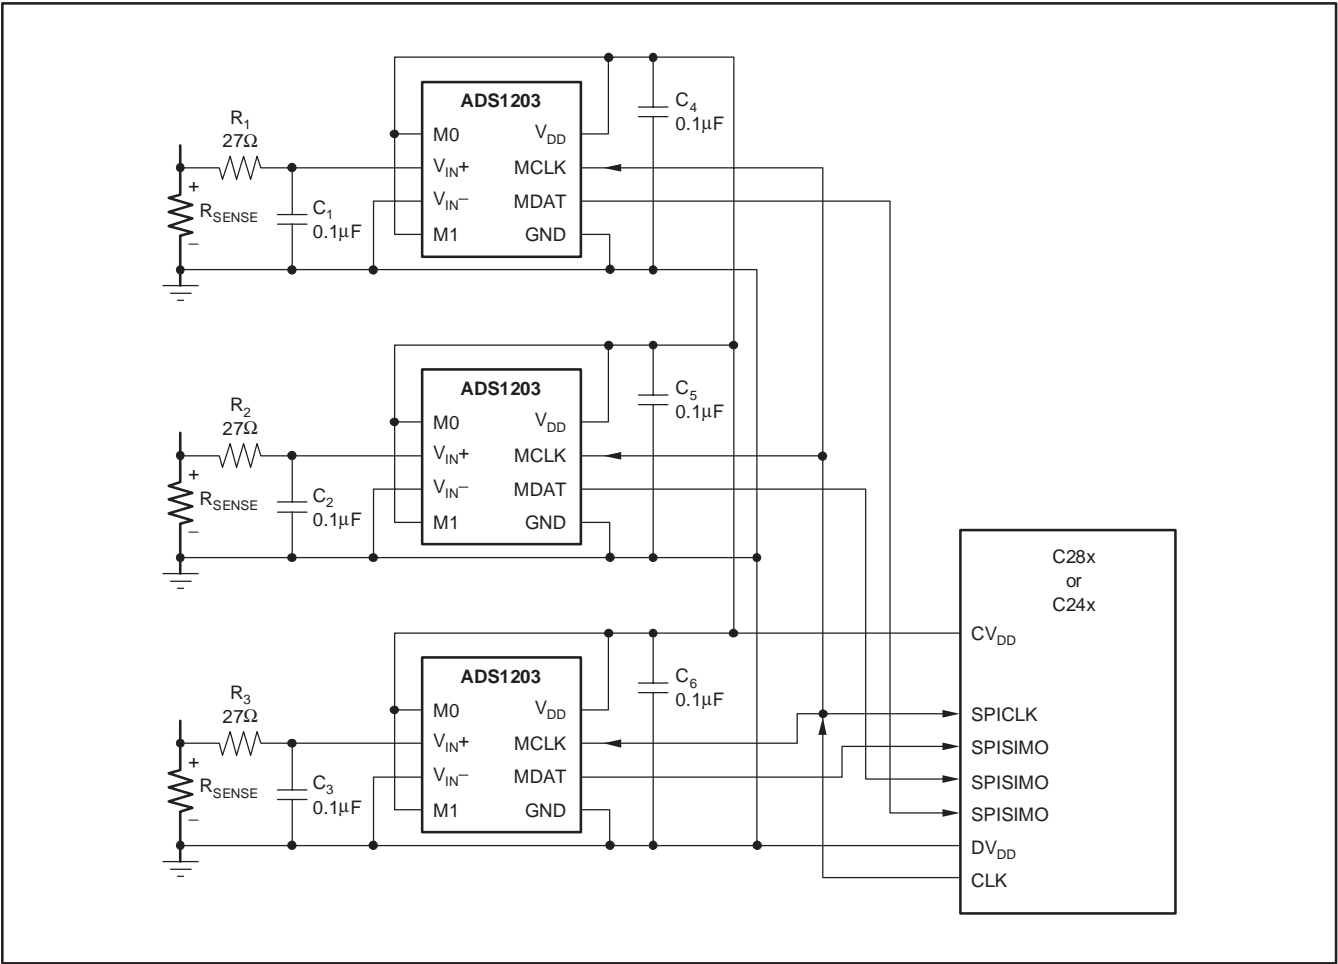 ADS1203
C4
0.1µF
R1
27Ω
M0
VDD
VIN+
MCLK
+
RSENSE
C1
0.1µF
VIN–
MDAT
–
M1
GND
ADS1203
C5
0.1µF
R2
27Ω
M0
VDD
VIN+
MCLK
+
RSENSE
C2
0.1µF
VIN–
MDAT
–
M1
GND
C28x
or
C24x
CVDD
ADS1203
C6
0.1µF
R3
27Ω
M0
VDD
SPICLK
VIN+
MCLK
SPISIMO
+
RSENSE
C3
0.1µF
VIN–
MDAT
SPISIMO
–
M1
GND
SPISIMO
DVDD
CLK